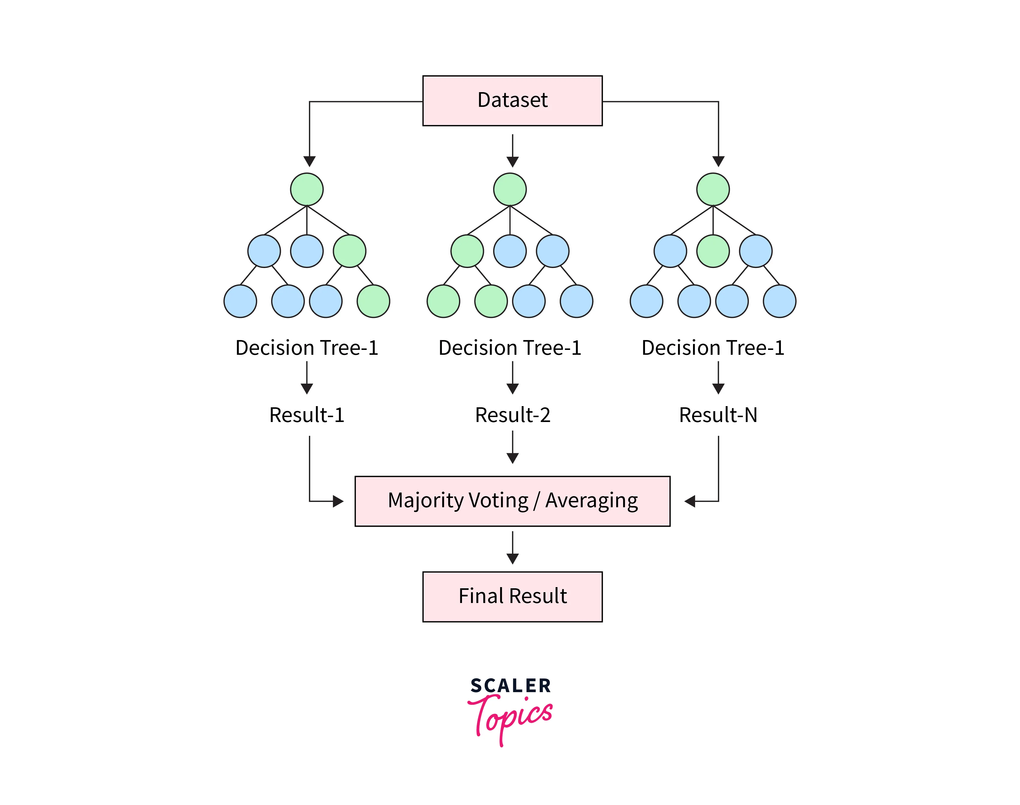 Dataset
Decision Tree-1
Decision Tree-1
Decision Tree-1
Result-1
Result-2
Result-N
Majority Voting / Averaging
Final Result
SCALER
Topics